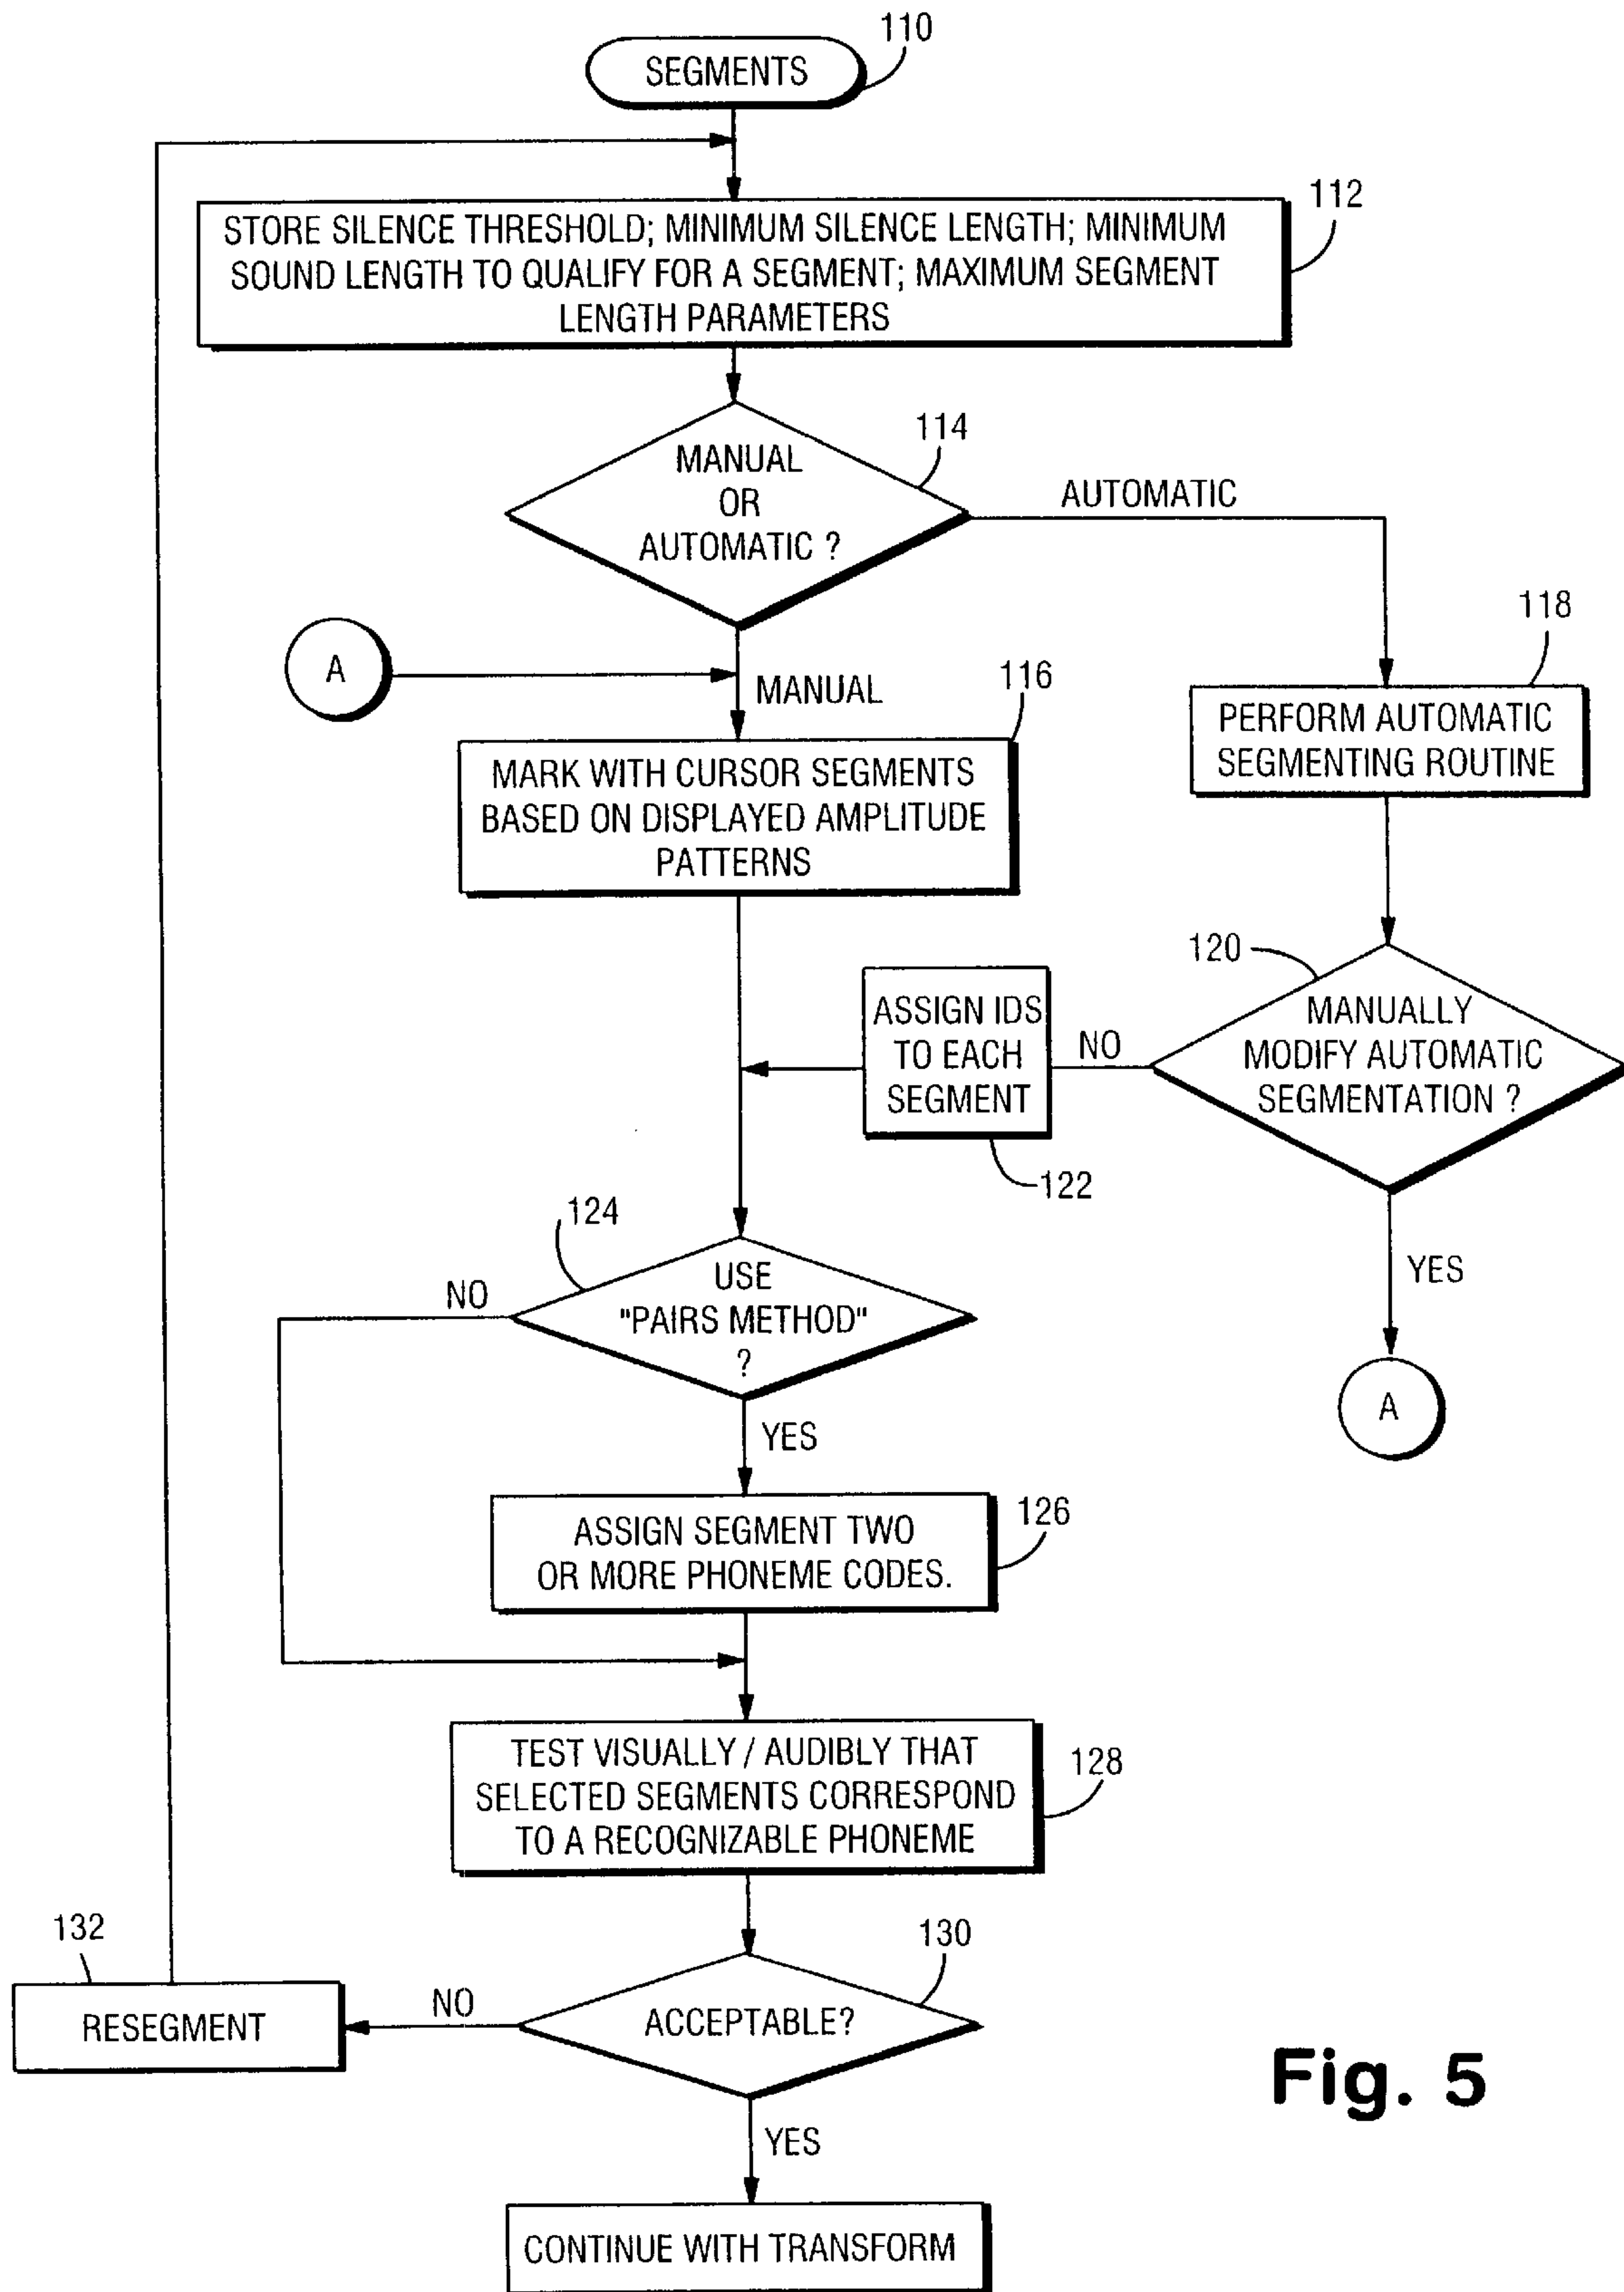 110
SEGMENTS
112
STORE SILENCE THRESHOLD; MINIMUM SILENCE LENGTH; MINIMUM
SOUND LENGTH TO QUALIFY FOR A SEGMENT; MAXIMUM SEGMENT
LENGTH PARAMETERS
114
MANUAL
OR
AUTOMATIC ?
AUTOMATIC
118
A
MANUAL
116
PERFORM AUTOMATIC
SEGMENTING ROUTINE
MARK WITH CURSOR SEGMENTS
BASED ON DISPLAYED AMPLITUDE
PATTERNS
120
MANUALLY
MODIFY AUTOMATIC
SEGMENTATION ?
NO
ASSIGN IDS
TO EACH
SEGMENT
122
YES
A
124
USE
"PAIRS METHOD"
?
NO
YES
126
ASSIGN SEGMENT TWO
OR MORE PHONEME CODES.
TEST VISUALLY / AUDIBLY THAT
SELECTED SEGMENTS CORRESPOND
TO A RECOGNIZABLE PHONEME
128
130
ACCEPTABLE?
NO
132
RESEGMENT
YES
CONTINUE WITH TRANSFORM
Fig. 5